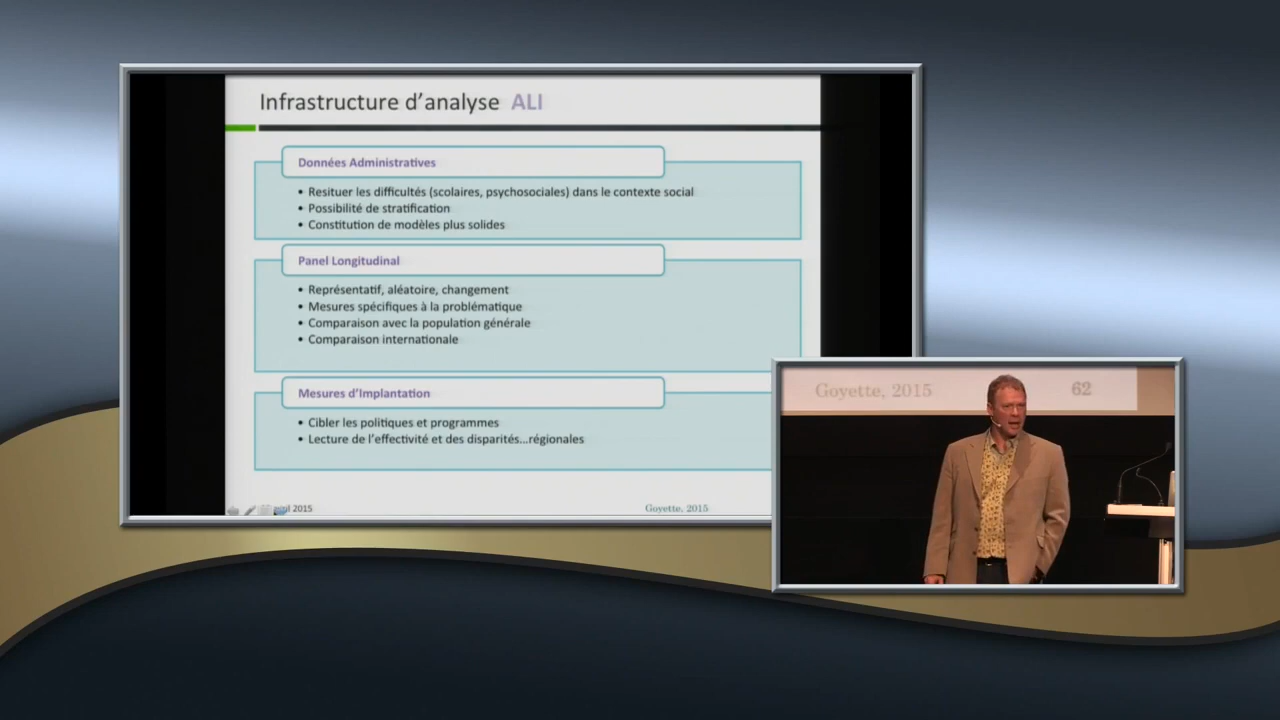 Infrastructure d'analyse ALI
Données Administratives
• Resituer les difficultés (scolaires, psychosociales) dans le contexte social
• Possibilité de stratification
• Constitution de modèles plus solides
Panel Longitudinal
• Représentatif, aléatoire, changement
• Mesures spécifiques à la problématique
• Comparaison avec la population générale
• Comparaison internationale
Mesures d'Implantation
• Cibler les politiques et programmes
• Lecture de l'effectivité et des disparités...régionales
2015
Goyette, 2015
Goyette, 2015 62